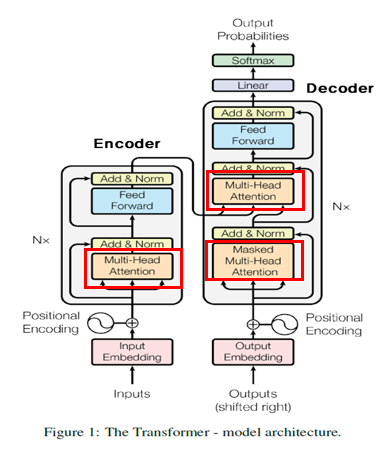 Output
Probabilities
Softmax
Linear
Decoder
Add & Norm
Feed
Forward
Add & Norm
Multi-Head
Attention
Add & Norm
Masked
Multi-Head
Attention
Nx
Positional
Encoding
Output
Embedding
Outputs
(shifted right)
Encoder
Add & Norm
Feed
Forward
Add & Norm
Multi-Head
Attention
Nx
Positional
Encoding
Input
Embedding
Inputs
Figure 1: The Transformer - model architecture.